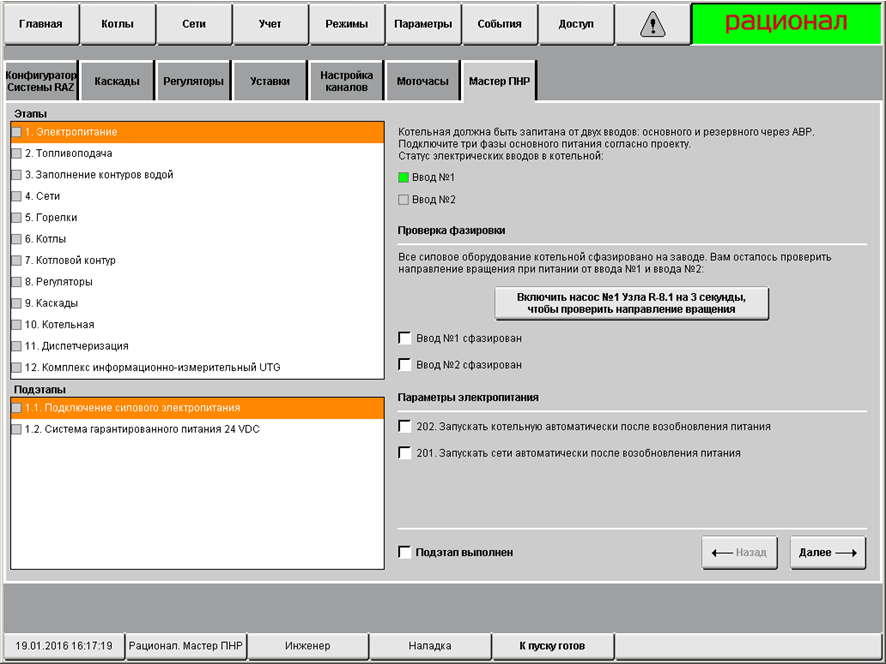 Главная
Котлы
Сети
Учет
Режимы
Параметры
События
Доступ
рационал
Конфигуратор
Системы RAZ
Каскады
Регуляторы
Уставки
Настройка
каналов
Моточасы
Мастер ПНР
Этапы
1. Электропитание
2. Топливоподача
3. Заполнение контуров водой
4. Сети
5. Горелки
6. Котлы
7. Котловой контур
8. Регуляторы
9. Каскады
10. Котельная
11. Диспетчеризация
12. Комплекс информационно-измерительный UTG
Подэтапы
1.1. Подключение силового электропитания
1.2. Система гарантированного питания 24 VDC
Котельная должна быть запитана от двух вводов: основного и резервного через АВР.
Подключите три фазы основного питания согласно проекту.
Статус электрических вводов в котельной:
Ввод №1
Ввод №2
Проверка фазировки
Все силовое оборудование котельной сфазировано на заводе. Вам осталось проверить
направление вращения при питании от ввода №1 и ввода №2:
Включить насос №1 Узла R-8.1 на 3 секунды,
чтобы проверить направление вращения
Ввод №1 сфазирован
Ввод №2 сфазирован
Параметры электропитания
202. Запускать котельную автоматически после возобновления питания
201. Запускать сети автоматически после возобновления питания
Подэтап выполнен
Назад
Далее
19.01.2016 16:17:19
Рационал. Мастер ПНР
Инженер
Наладка
К пуску готов